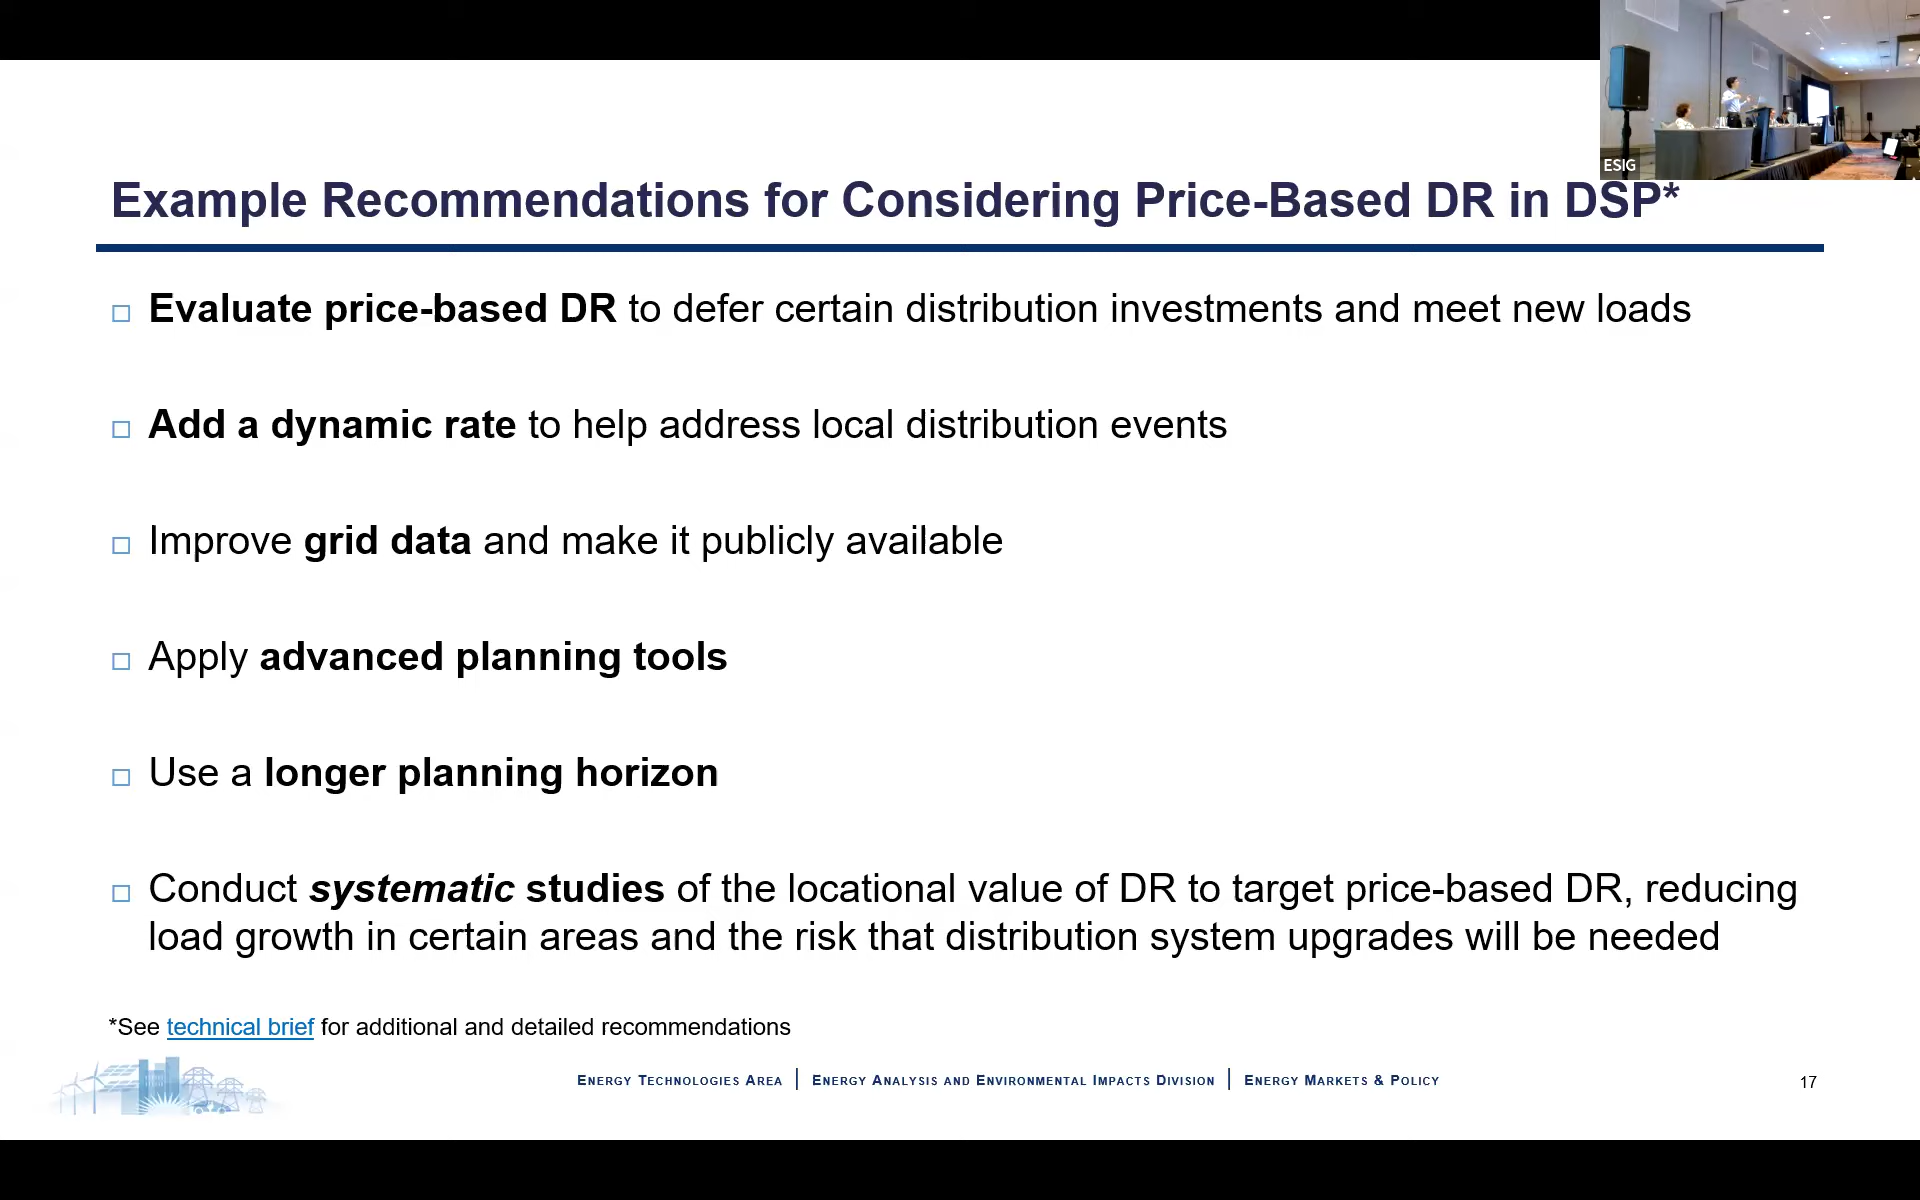 ESIG
Example Recommendations for Considering Price-Based DR in DSP*
Evaluate price-based DR to defer certain distribution investments and meet new loads
Add a dynamic rate to help address local distribution events
Improve grid data and make it publicly available
Apply advanced planning tools
Use a longer planning horizon
Conduct systematic studies of the locational value of DR to target price-based DR, reducing
load growth in certain areas and the risk that distribution system upgrades will be needed
*See technical brief for additional and detailed recommendations
Energy Technologies Area | Energy Analysis and Environmental Impacts Division | Energy Markets & Policy
17